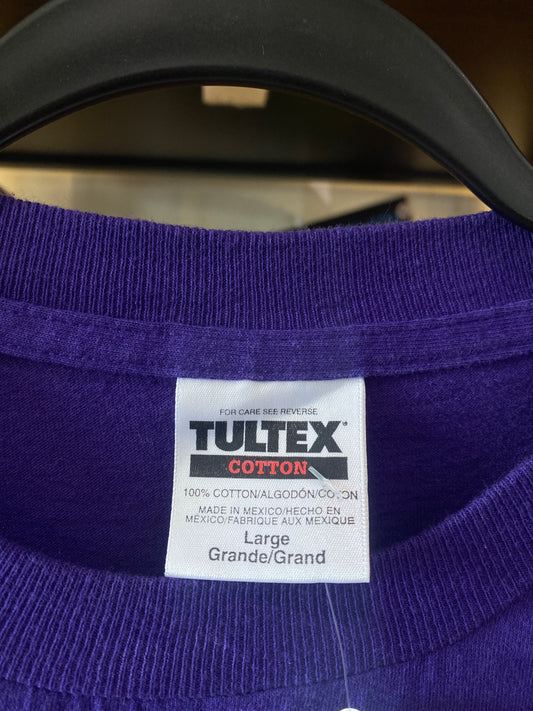 FOR CARE SEE REVERSE
TULTEX®
COTTON
100% COTTON/ALGODÓN/COTON
MADE IN MEXICO/HECHO EN
MÉXICO/FABRIQUE AUX MEXIQUE
Large
Grande/Grand